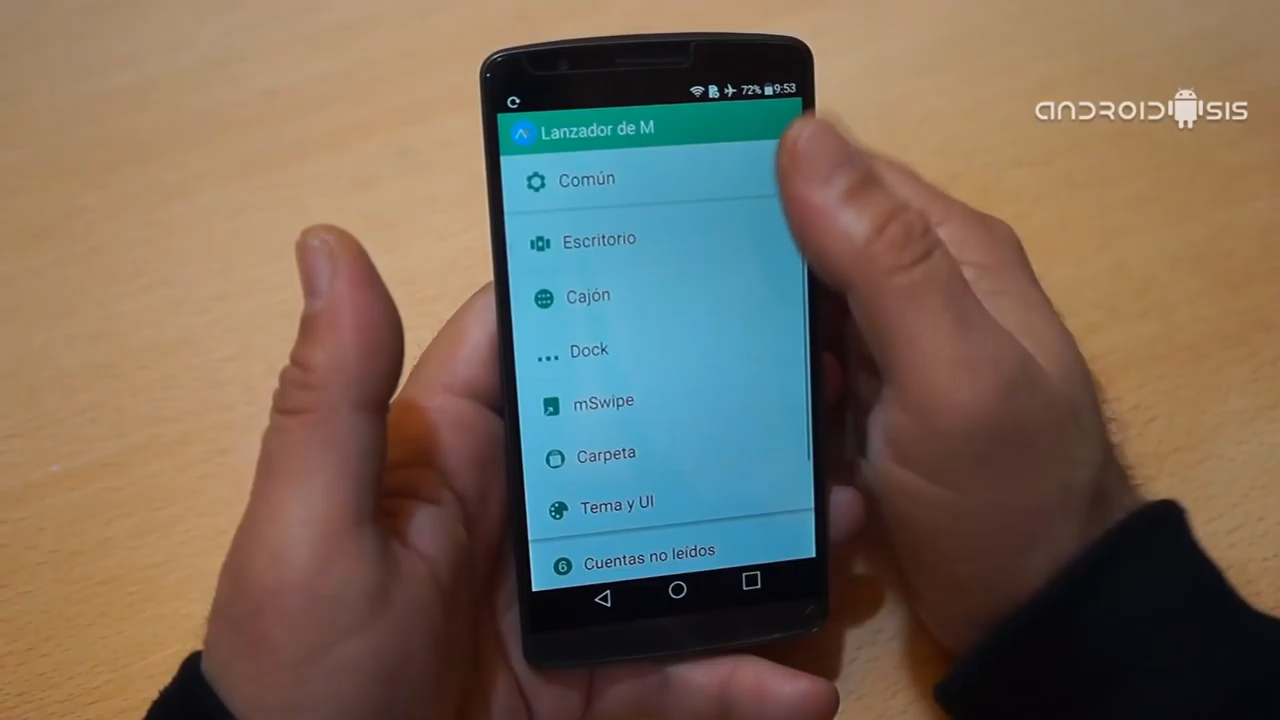 ANDROIDSIS
72% 9:53
Lanzador de M
Común
Escritorio
Cajón
Dock
mSwipe
Carpeta
Tema y UI
6 Cuentas no leídos